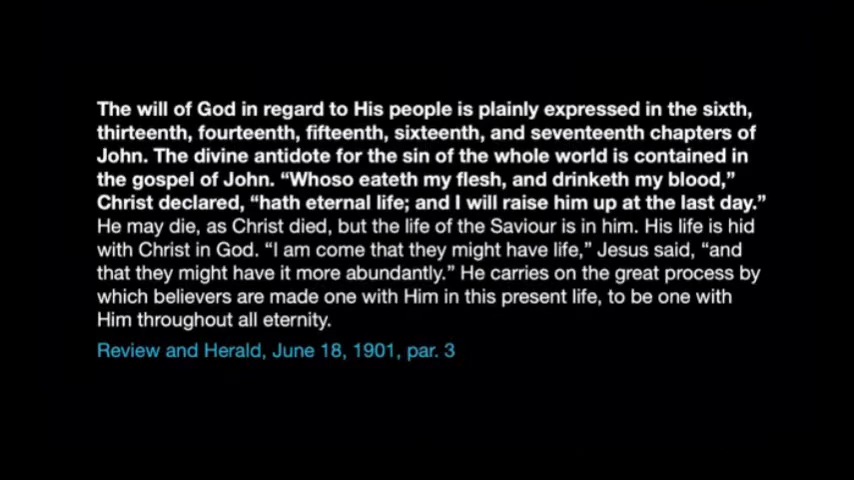 The will of God in regard to His people is plainly expressed in the sixth,
thirteenth, fourteenth, fifteenth, sixteenth, and seventeenth chapters of
John. The divine antidote for the sin of the whole world is contained in
the gospel of John. “Whoso eateth my flesh, and drinketh my blood,”
Christ declared, “hath eternal life; and I will raise him up at the last day.”
He may die, as Christ died, but the life of the Saviour is in him. His life is hid
with Christ in God. “I am come that they might have life,” Jesus said, “and
that they might have it more abundantly.” He carries on the great process by
which believers are made one with Him in this present life, to be one with
Him throughout all eternity.
Review and Herald, June 18, 1901, par. 3